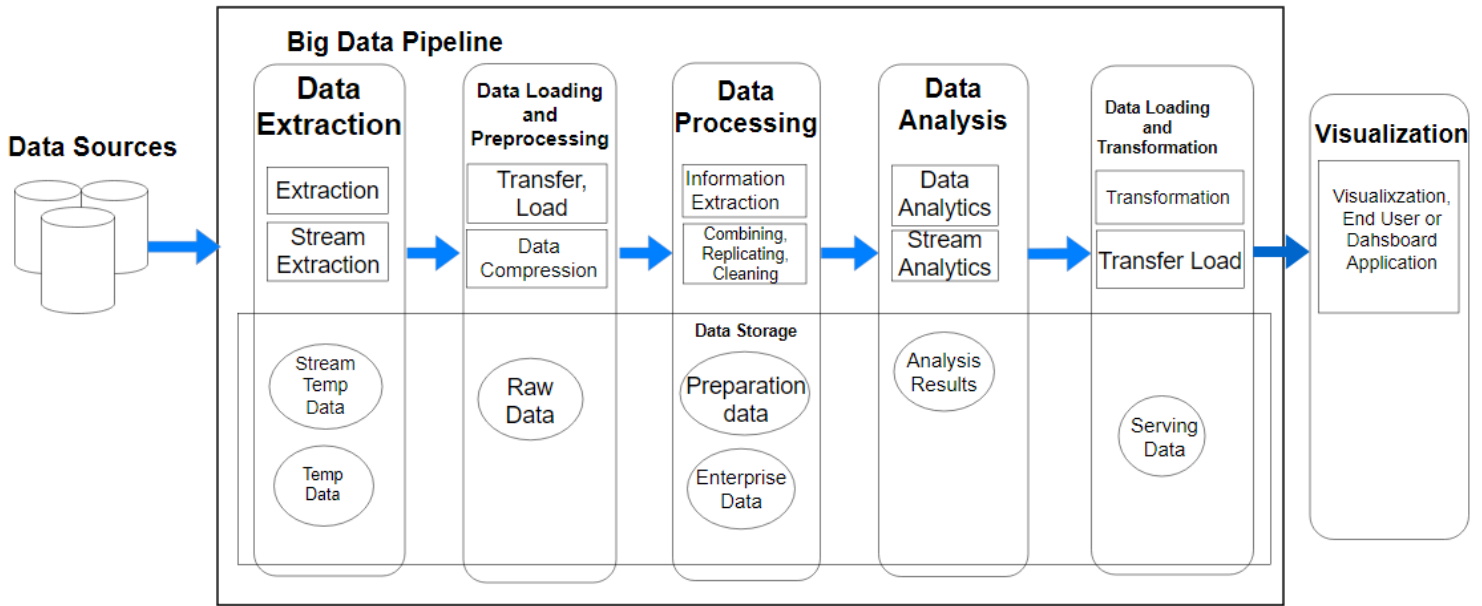 Big Data Pipeline
Data Sources
Data
Extraction
Extraction
Stream
Extraction
Data Loading
and
Preprocessing
Transfer,
Load
Data
Compression
Data
Processing
Information
Extraction
Combining,
Replicating,
Cleaning
Data
Analysis
Data
Analytics
Stream
Analytics
Data Loading
and
Transformation
Transformation
Transfer Load
Visualization
Visualixzation,
End User or
Dahsboard
Application
Data Storage
Stream
Temp
Data
Temp
Data
Raw
Data
Preparation
data
Enterprise
Data
Analysis
Results
Serving
Data